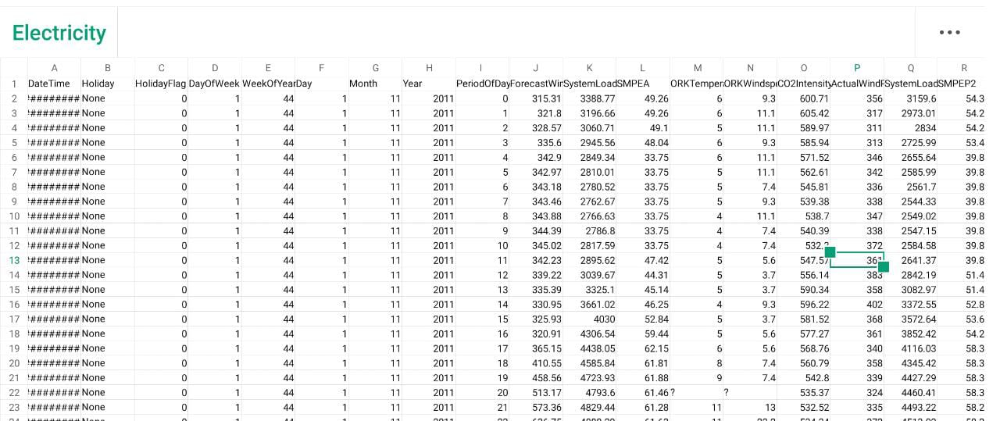 Electricity
A B C D E F G H I J K L M N O P Q R
1 DateTime Holiday HolidayFlag DayOfWeek WeekOfYear Day Month Year PeriodOfDay ForecastWin SystemLoad SMPEA ORKTemper ORKWindsp CO2Intensity ActualWind SystemLoad SMPEP2
2 ######## None 0 1 44 1 11 2011 0 315.31 3388.77 49.26 6 9.3 600.71 356 3159.6 54.3
3 ######## None 0 1 44 1 11 2011 1 321.8 3196.66 49.26 6 11.1 605.42 317 2973.01 54.2
4 ######## None 0 1 44 1 11 2011 2 328.57 3060.71 49.1 5 11.1 589.97 311 2834 54.2
5 ######## None 0 1 44 1 11 2011 3 335.6 2945.56 48.04 6 9.3 585.94 313 2725.99 53.4
6 ######## None 0 1 44 1 11 2011 4 342.9 2849.34 33.75 6 11.1 571.52 346 2655.64 39.8
7 ######## None 0 1 44 1 11 2011 5 342.97 2810.01 33.75 5 11.1 562.61 342 2585.99 39.8
8 ######## None 0 1 44 1 11 2011 6 343.18 2780.52 33.75 5 7.4 545.81 336 2561.7 39.8
9 ######## None 0 1 44 1 11 2011 7 343.46 2762.67 33.75 5 9.3 539.38 338 2544.33 39.8
10 ######## None 0 1 44 1 11 2011 8 343.88 2766.63 33.75 4 11.1 538.7 347 2549.02 39.8
11 ######## None 0 1 44 1 11 2011 9 344.39 2786.8 33.75 4 7.4 540.39 338 2547.15 39.8
12 ######## None 0 1 44 1 11 2011 10 345.02 2817.59 33.75 4 7.4 532. 372 2584.58 39.8
13 ######## None 0 1 44 1 11 2011 11 342.23 2895.62 47.42 5 5.6 547.57 361 2641.37 39.8
14 ######## None 0 1 44 1 11 2011 12 339.22 3039.67 44.31 5 3.7 556.14 383 2842.19 51.4
15 ######## None 0 1 44 1 11 2011 13 335.39 3325.1 45.14 5 3.7 590.34 358 3082.97 51.4
16 ######## None 0 1 44 1 11 2011 14 330.95 3661.02 46.25 4 9.3 596.22 402 3372.55 52.8
17 ######## None 0 1 44 1 11 2011 15 325.93 4030 52.84 5 3.7 581.52 368 3572.64 53.6
18 ######## None 0 1 44 1 11 2011 16 320.91 4306.54 59.44 5 5.6 577.27 361 3852.42 54.2
19 ######## None 0 1 44 1 11 2011 17 365.15 4438.05 62.15 6 5.6 568.76 340 4116.03 58.3
20 ######## None 0 1 44 1 11 2011 18 410.55 4585.84 61.81 8 7.4 560.79 358 4345.42 58.3
21 ######## None 0 1 44 1 11 2011 19 458.56 4723.93 61.88 9 7.4 542.8 339 4427.29 58.3
22 ######## None 0 1 44 1 11 2011 20 513.17 4793.6 61.46 ? ? 535.37 324 4460.41 58.3
23 ######## None 0 1 44 1 11 2011 21 573.36 4829.44 61.28 11 13 532.52 335 4493.22 58.2